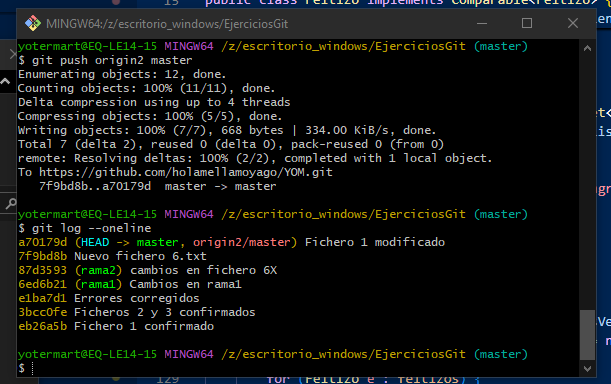 15 public class Feitizo implements Comparable<Feitizo> {
MINGW64:/z/escritorio_windows/EjerciciosGit
yotermart@EQ-LE14-15 MINGW64 /z/escritorio_windows/EjerciciosGit (master)
$ git push origin2 master
Enumerating objects: 12, done.
Counting objects: 100% (11/11), done.
Delta compression using up to 4 threads
Compressing objects: 100% (5/5), done.
Writing objects: 100% (7/7), 668 bytes | 334.00 KiB/s, done.
Total 7 (delta 2), reused 0 (delta 0), pack-reused 0 (from 0)
remote: Resolving deltas: 100% (2/2), completed with 1 local object.
To https://github.com/holamellamoyago/YOM.git
7f9bd8b..a70179d master -> master
yotermart@EQ-LE14-15 MINGW64 /z/escritorio_windows/EjerciciosGit (master)
$ git log --oneline
a70179d (HEAD -> master, origin2/master) Fichero 1 modificado
7f9bd8b Nuevo fichero 6.txt
87d3593 (rama2) cambios en fichero 6X
6ed6b21 (rama1) Cambios en rama1
e1ba7d1 Errores corregidos
3bcc0fe Ficheros 2 y 3 confirmados
eb26a5b Fichero 1 confirmado
yotermart@EQ-LE14-15 MINGW64 /z/escritorio_windows/EjerciciosGit (master)
$
129 for (Feitizo e : feitizos) {